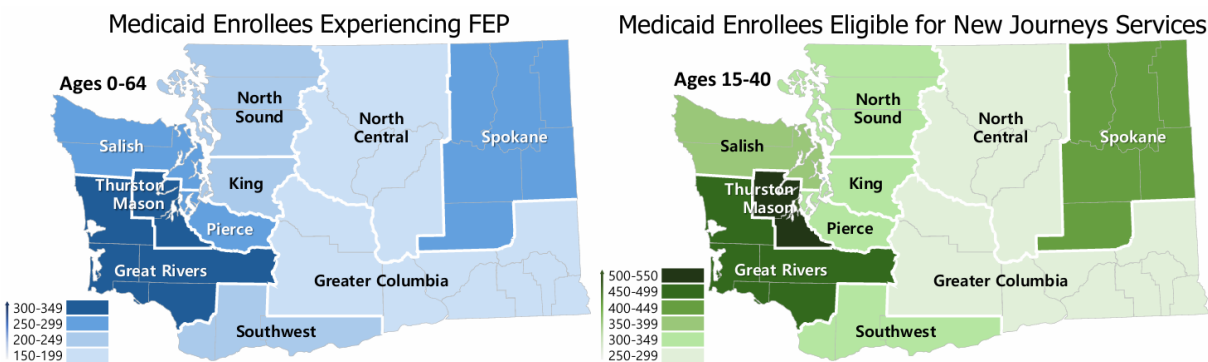 Medicaid Enrollees Experiencing FEP
Ages 0-64
North
Sound
North
Central
Spokane
Salish
King
Thurston
Mason
Pierce
Great Rivers
Greater Columbia
Southwest
300-349
250-299
200-249
150-199
Medicaid Enrollees Eligible for New Journeys Services
Ages 15-40
North
Sound
North
Central
Spokane
Salish
King
Thurston
Mason
Pierce
Great Rivers
Greater Columbia
Southwest
500-550
450-499
400-449
350-399
300-349
250-299